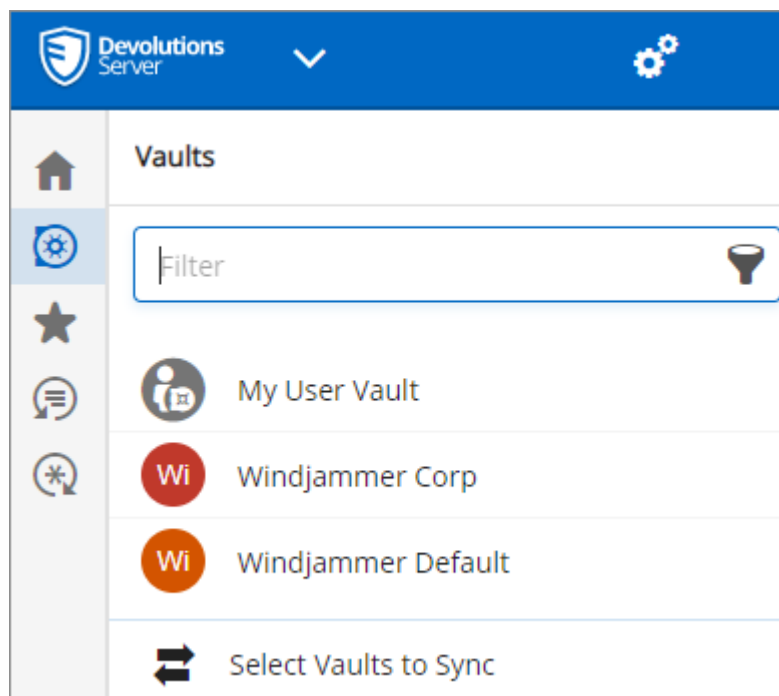 Devolutions
Server
Vaults
Filter
My User Vault
Wi
Windjammer Corp
Wi
Windjammer Default
Select Vaults to Sync